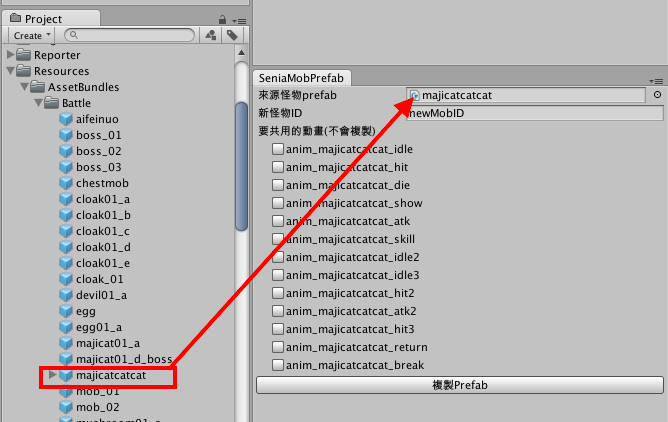 Project
Create
Reporter
Resources
AssetBundles
Battle
aifeinuo
boss_01
boss_02
boss_03
chestmob
cloak01_a
cloak01_b
cloak01_c
cloak01_d
cloak01_e
cloak_01
devil01_a
egg
egg01_a
majicat01_a
majicat01_d_boss
majicatcatcat
mob_01
mob_02
SeniaMobPrefab
來源怪物prefab majicatcatcat
新怪物ID newMobID
要共用的動畫(不會複製)
anim_majicatcatcat_idle
anim_majicatcatcat_hit
anim_majicatcatcat_die
anim_majicatcatcat_show
anim_majicatcatcat_atk
anim_majicatcatcat_skill
anim_majicatcatcat_idle2
anim_majicatcatcat_idle3
anim_majicatcatcat_hit2
anim_majicatcatcat_atk2
anim_majicatcatcat_hit3
anim_majicatcatcat_return
anim_majicatcatcat_break
複製Prefab